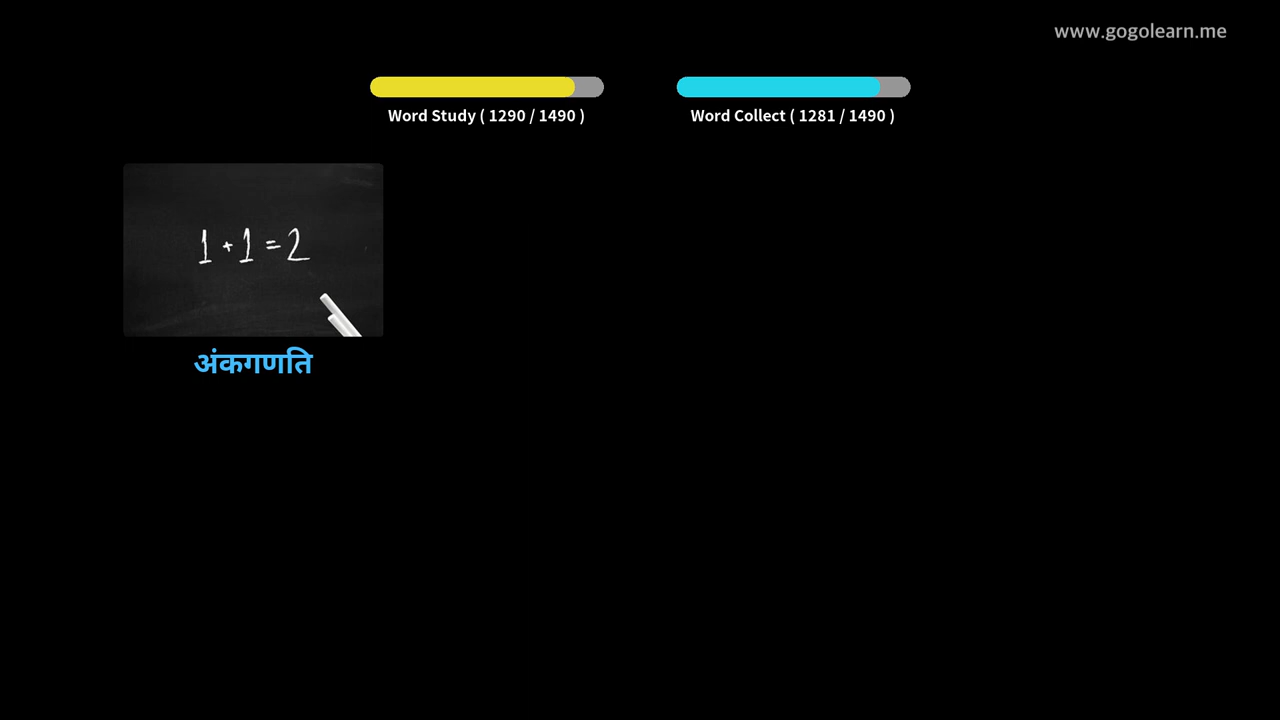 www.gogolearn.me
Word Study ( 1290 / 1490 )
Word Collect ( 1281 / 1490 )
1 + 1 = 2
अंकगणति